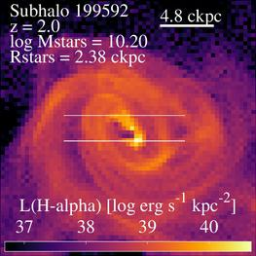 Subhalo 199592
4.8 ckpc
z = 2.0
log Mstars = 10.20
Rstars = 2.38 ckpc
L(H-alpha) [log erg s⁻¹ kpc⁻²]
37 38 39 40